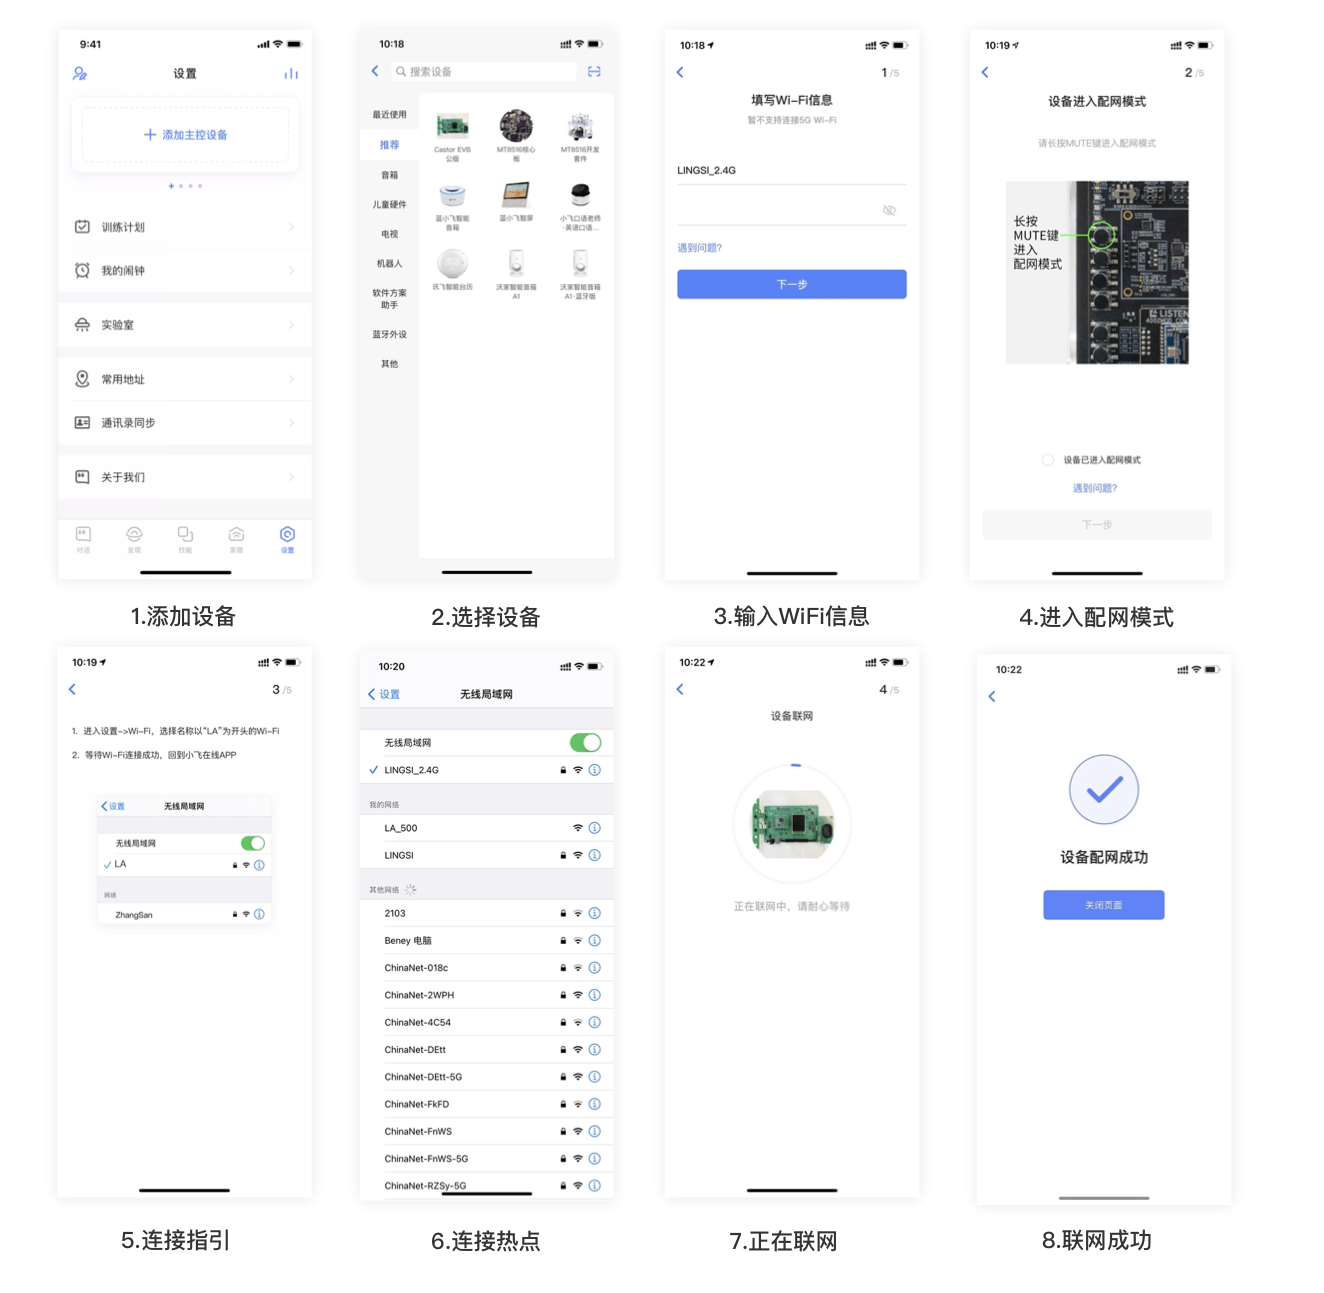 9:41
设置
添加主控设备
训练计划
我的闹钟
实验室
常用地址
通讯录同步
关于我们
对话
发现
技能
家居
设置
1.添加设备
10:18
搜索设备
最近使用
推荐
音箱
儿童硬件
电视
机器人
软件方案
助手
蓝牙外设
其他
Castor EVB
公版
MT8516核心
板
MT8516开发
套件
蓝小飞智能
音箱
蓝小飞智屏
小飞口语老师
-英语口语...
讯飞智能台历
沃家智能音箱
A1
沃家智能音箱
A1-蓝牙版
2.选择设备
10:18
1/5
填写Wi-Fi信息
暂不支持连接5G Wi-Fi
LINGSI_2.4G
遇到问题?
下一步
3.输入WiFi信息
10:19
2/5
设备进入配网模式
请长按MUTE键进入配网模式
长按
MUTE键
进入
配网模式
LISTEN
设备已进入配网模式
遇到问题?
下一步
4.进入配网模式
10:19
3/5
1. 进入设置->Wi-Fi，选择名称以“LA”为开头的Wi-Fi
2. 等待Wi-Fi连接成功，回到小飞在线APP
设置
无线局域网
无线局域网
LA
网络
ZhangSan
5.连接指引
10:20
设置
无线局域网
无线局域网
LINGSI_2.4G
我的网络
LA_500
LINGSI
其他网络
2103
Beney 电脑
ChinaNet-018c
ChinaNet-2WPH
ChinaNet-4C54
ChinaNet-DEtt
ChinaNet-DEtt-5G
ChinaNet-FkFD
ChinaNet-FnWS
ChinaNet-FnWS-5G
ChinaNet-RZSy-5G
6.连接热点
10:22
4/5
设备联网
正在联网中，请耐心等待
7.正在联网
10:22
设备配网成功
关闭页面
8.联网成功